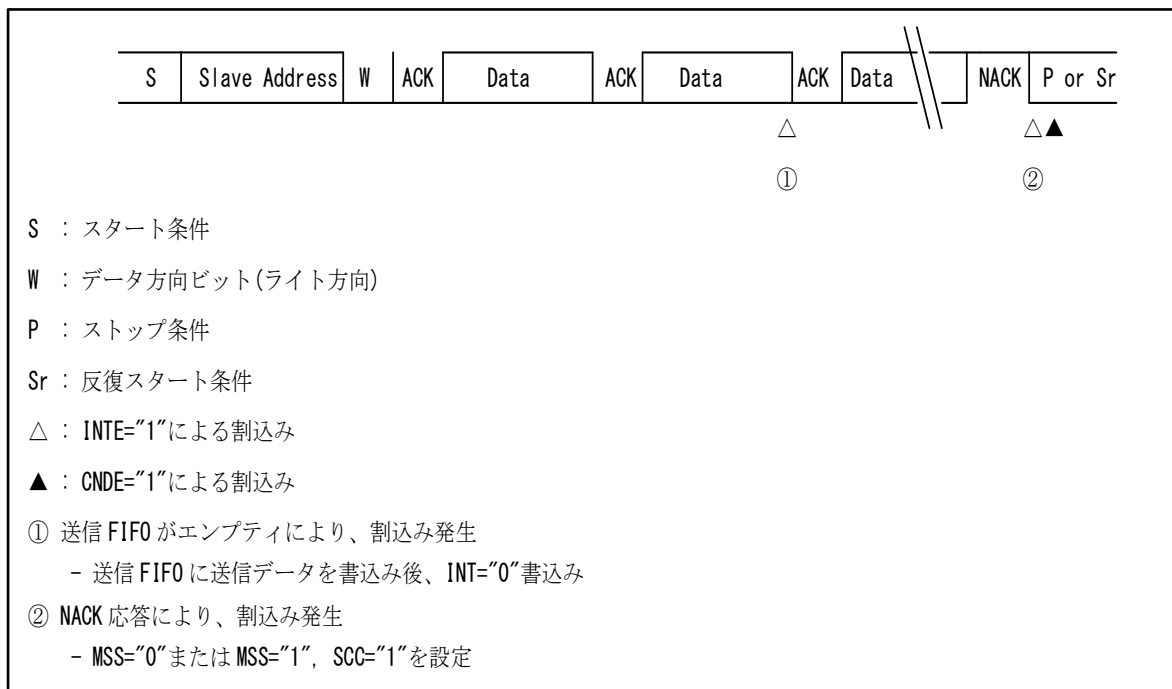 S Slave Address W ACK Data ACK Data ACK Data NACK P or Sr
△ △▲
① ②
S : スタート条件
W : データ方向ビット(ライト方向)
P : ストップ条件
Sr : 反復スタート条件
△ : INTE="1"による割込み
▲ : CNDE="1"による割込み
① 送信FIFOがエンプティにより、割込み発生
- 送信FIFOに送信データを書込み後、INT="0"書込み
② NACK応答により、割込み発生
- MSS="0"またはMSS="1", SCC="1"を設定